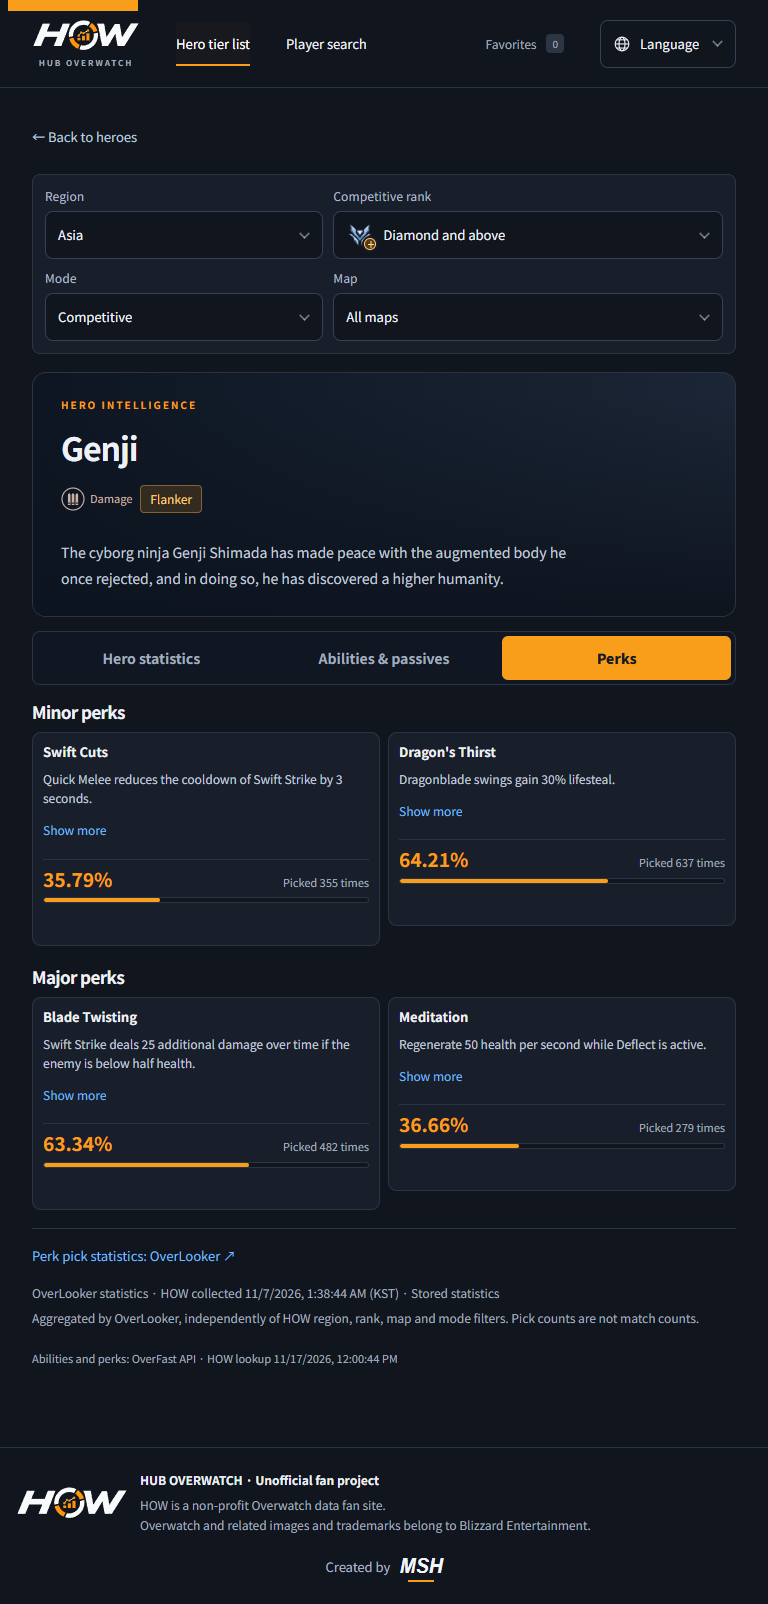 HOW
HUB OVERWATCH
Hero tier list
Player search
Favorites 0
Language
← Back to heroes
Region
Competitive rank
Asia
Diamond and above
Mode
Map
Competitive
All maps
HERO INTELLIGENCE
Genji
Damage
Flanker
The cyborg ninja Genji Shimada has made peace with the augmented body he
once rejected, and in doing so, he has discovered a higher humanity.
Hero statistics
Abilities & passives
Perks
Minor perks
Swift Cuts
Quick Melee reduces the cooldown of Swift Strike by 3
seconds.
Show more
35.79%
Picked 355 times
Dragon's Thirst
Dragonblade swings gain 30% lifesteal.
Show more
64.21%
Picked 637 times
Major perks
Blade Twisting
Swift Strike deals 25 additional damage over time if the
enemy is below half health.
Show more
63.34%
Picked 482 times
Meditation
Regenerate 50 health per second while Deflect is active.
Show more
36.66%
Picked 279 times
Perk pick statistics: OverLooker ↗
OverLooker statistics · HOW collected 11/7/2026, 1:38:44 AM (KST) · Stored statistics
Aggregated by OverLooker, independently of HOW region, rank, map and mode filters. Pick counts are not match counts.
Abilities and perks: OverFast API · HOW lookup 11/17/2026, 12:00:44 PM
HOW
HUB OVERWATCH · Unofficial fan project
HOW is a non-profit Overwatch data fan site.
Overwatch and related images and trademarks belong to Blizzard Entertainment.
Created by MSH